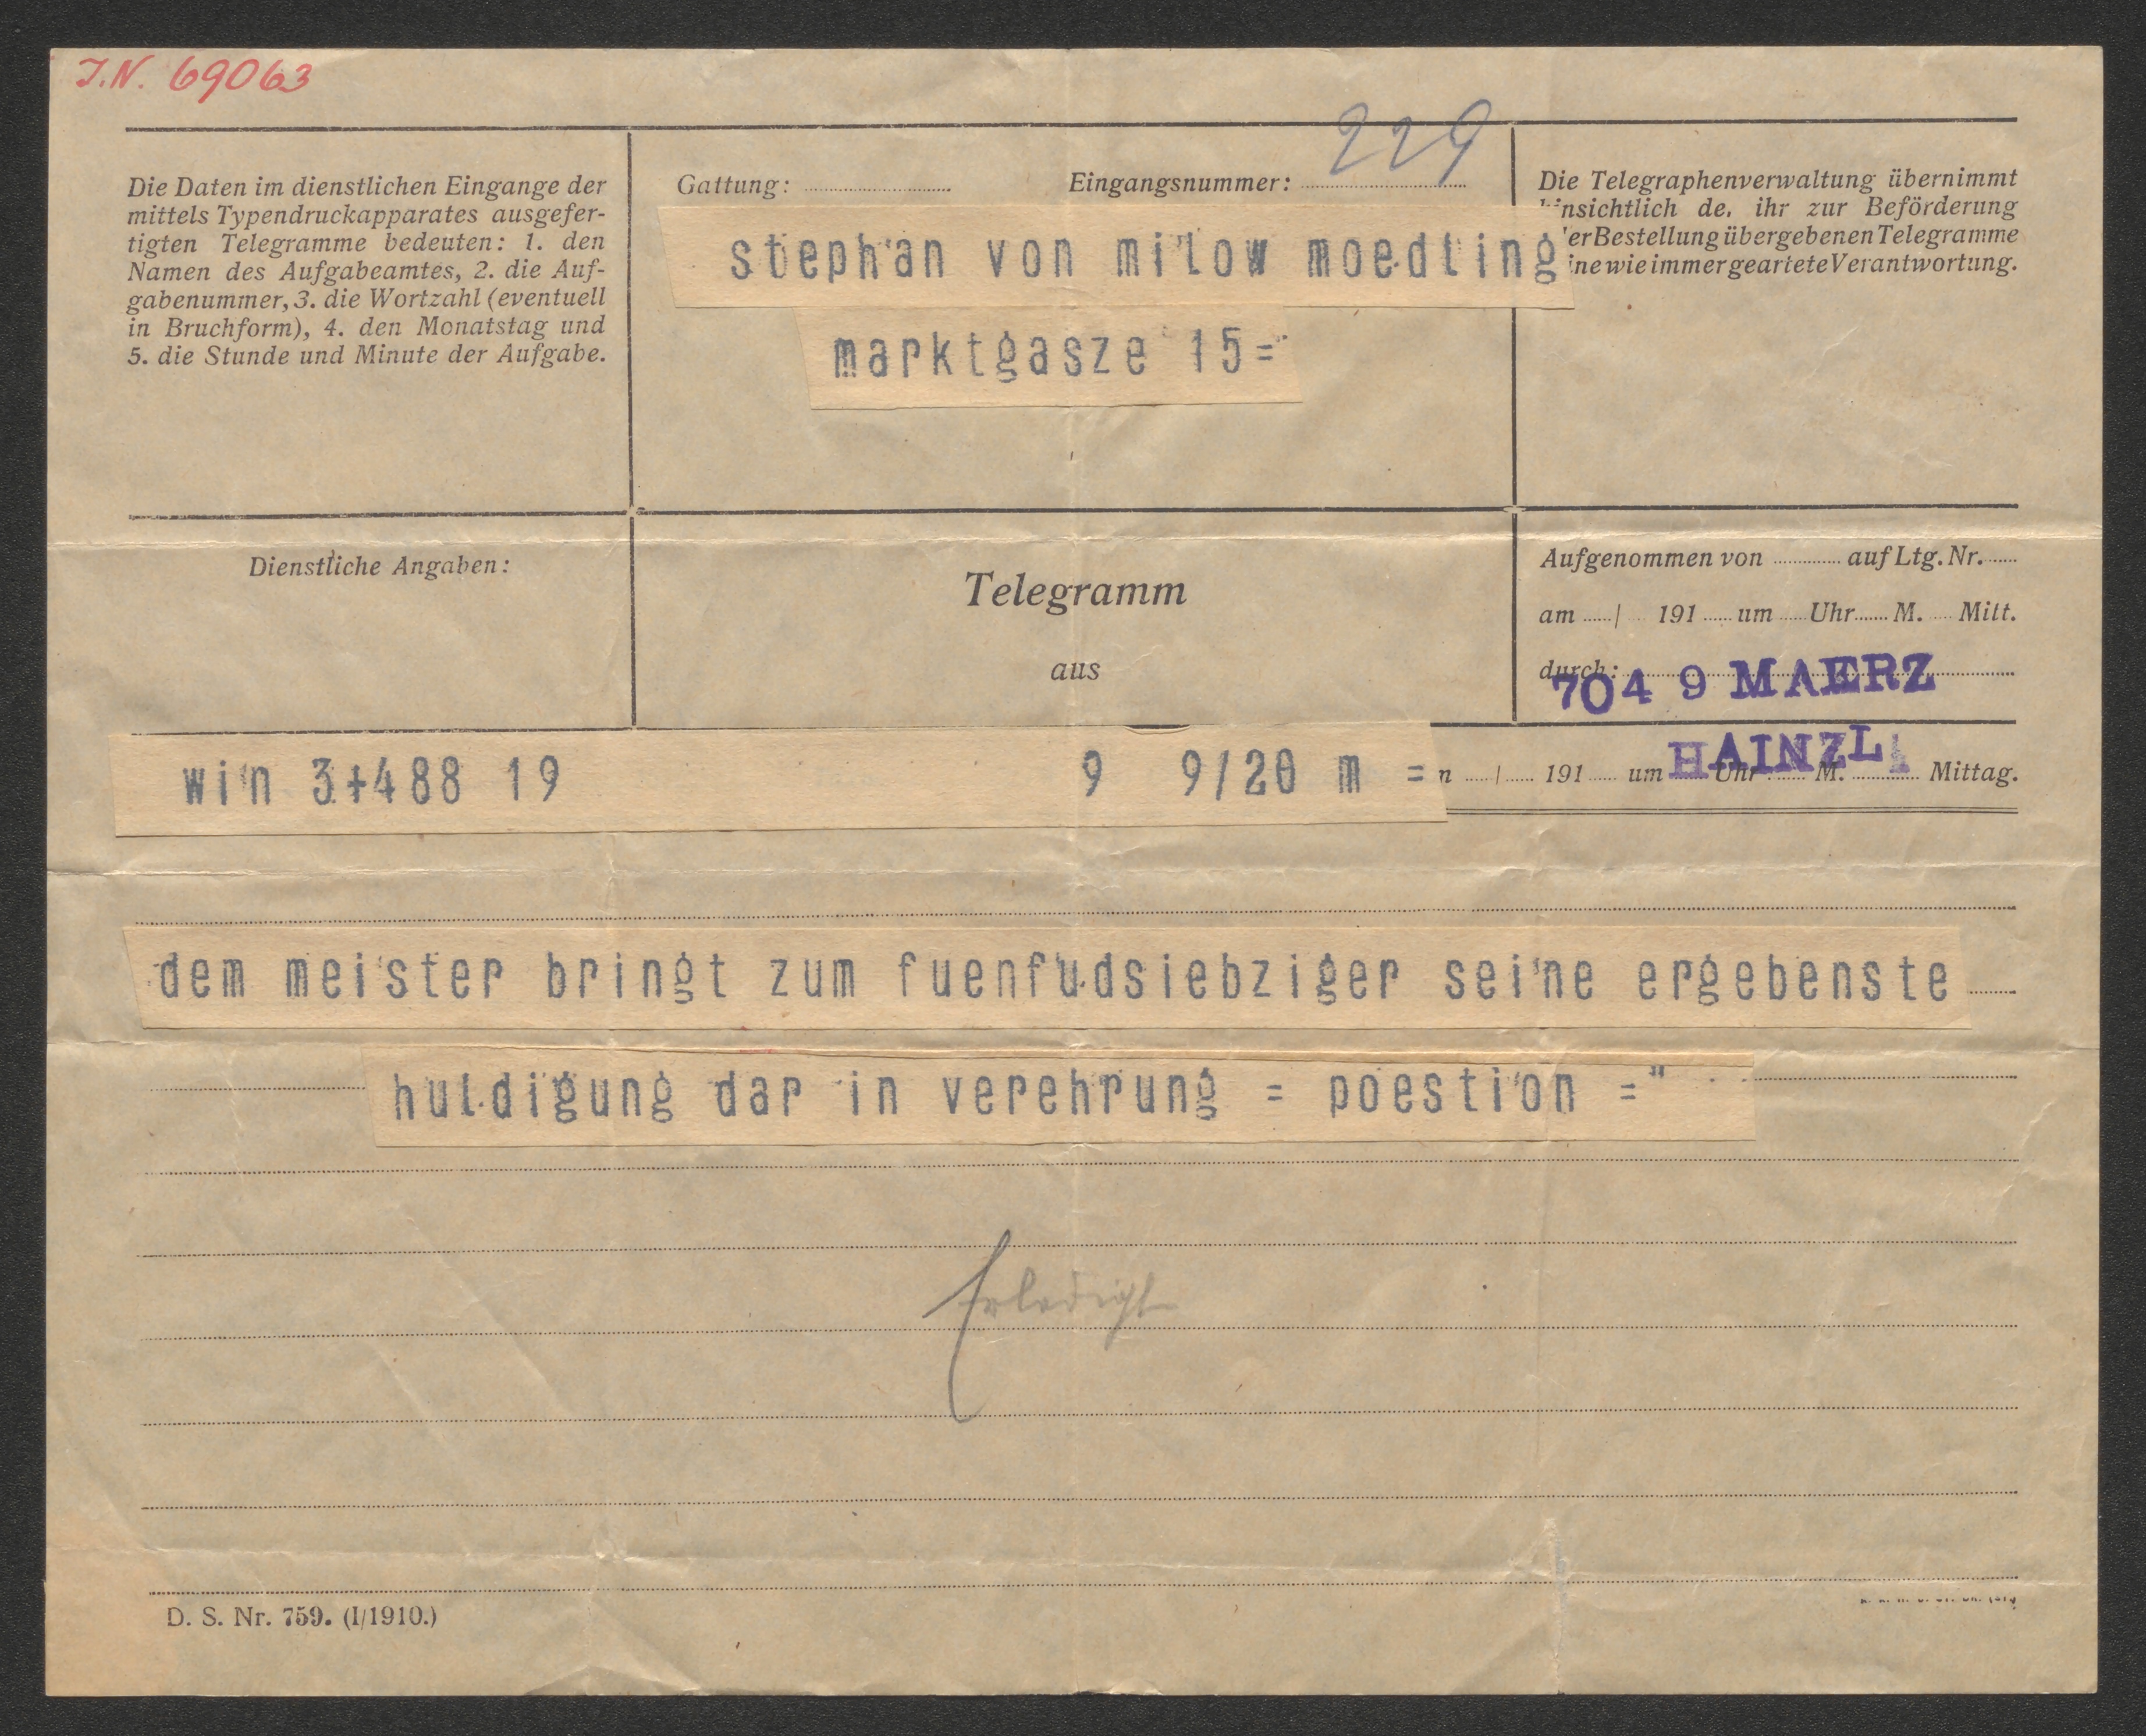 J.N. 69063
Die Daten im dienstlichen Eingange der
mittels Typendruckapparates ausgefer-
tigten Telegramme bedeuten: 1. den
Namen des Aufgabeamtes, 2. die Auf-
gabenummer, 3. die Wortzahl (eventuell
in Bruchform), 4. den Monatstag und
5. die Stunde und Minute der Aufgabe.
Gattung:
Eingangsnummer: 229
stephan von milow moedling
marktgasze 15=
Die Telegraphenverwaltung übernimmt
insichtlich de. ihr zur Beförderung
er Bestellung übergebenen Telegramme
ine wie immer geartete Verantwortung.
Dienstliche Angaben:
Telegramm
aus
Aufgenommen von auf Ltg. Nr.
am / 191 um Uhr M. Mitt.
durch:
704 9 MAERZ
HAINZL
win 3+488 19 9 9/20 m =
n / 191 um Uhr M. Mittag.
dem meister bringt zum fuenfudsiebziger seine ergebenste
huldigung dar in verehrung = poestion ="
Erledigt
D. S. Nr. 759. (I/1910.)